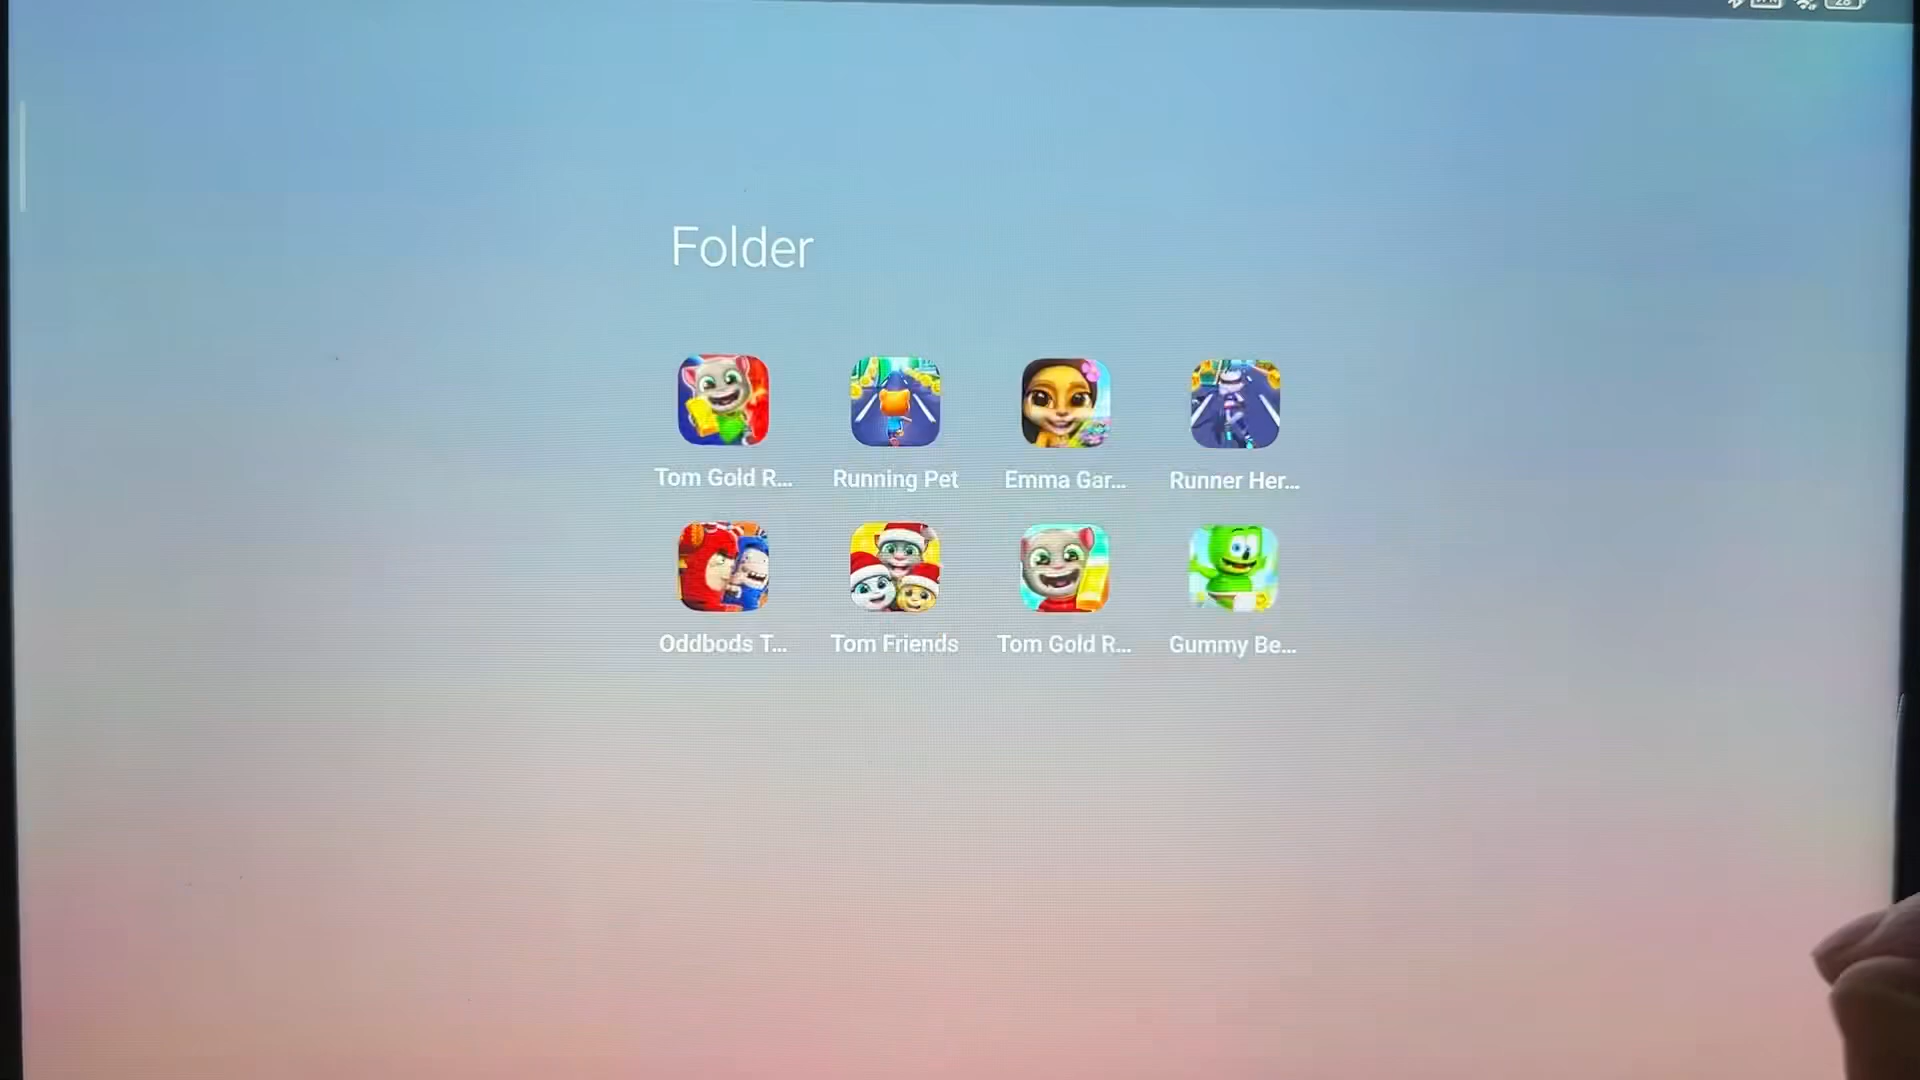 Folder
Tom Gold R...
Running Pet
Emma Gar...
Runner Her...
Oddbods T...
Tom Friends
Tom Gold R...
Gummy Be...